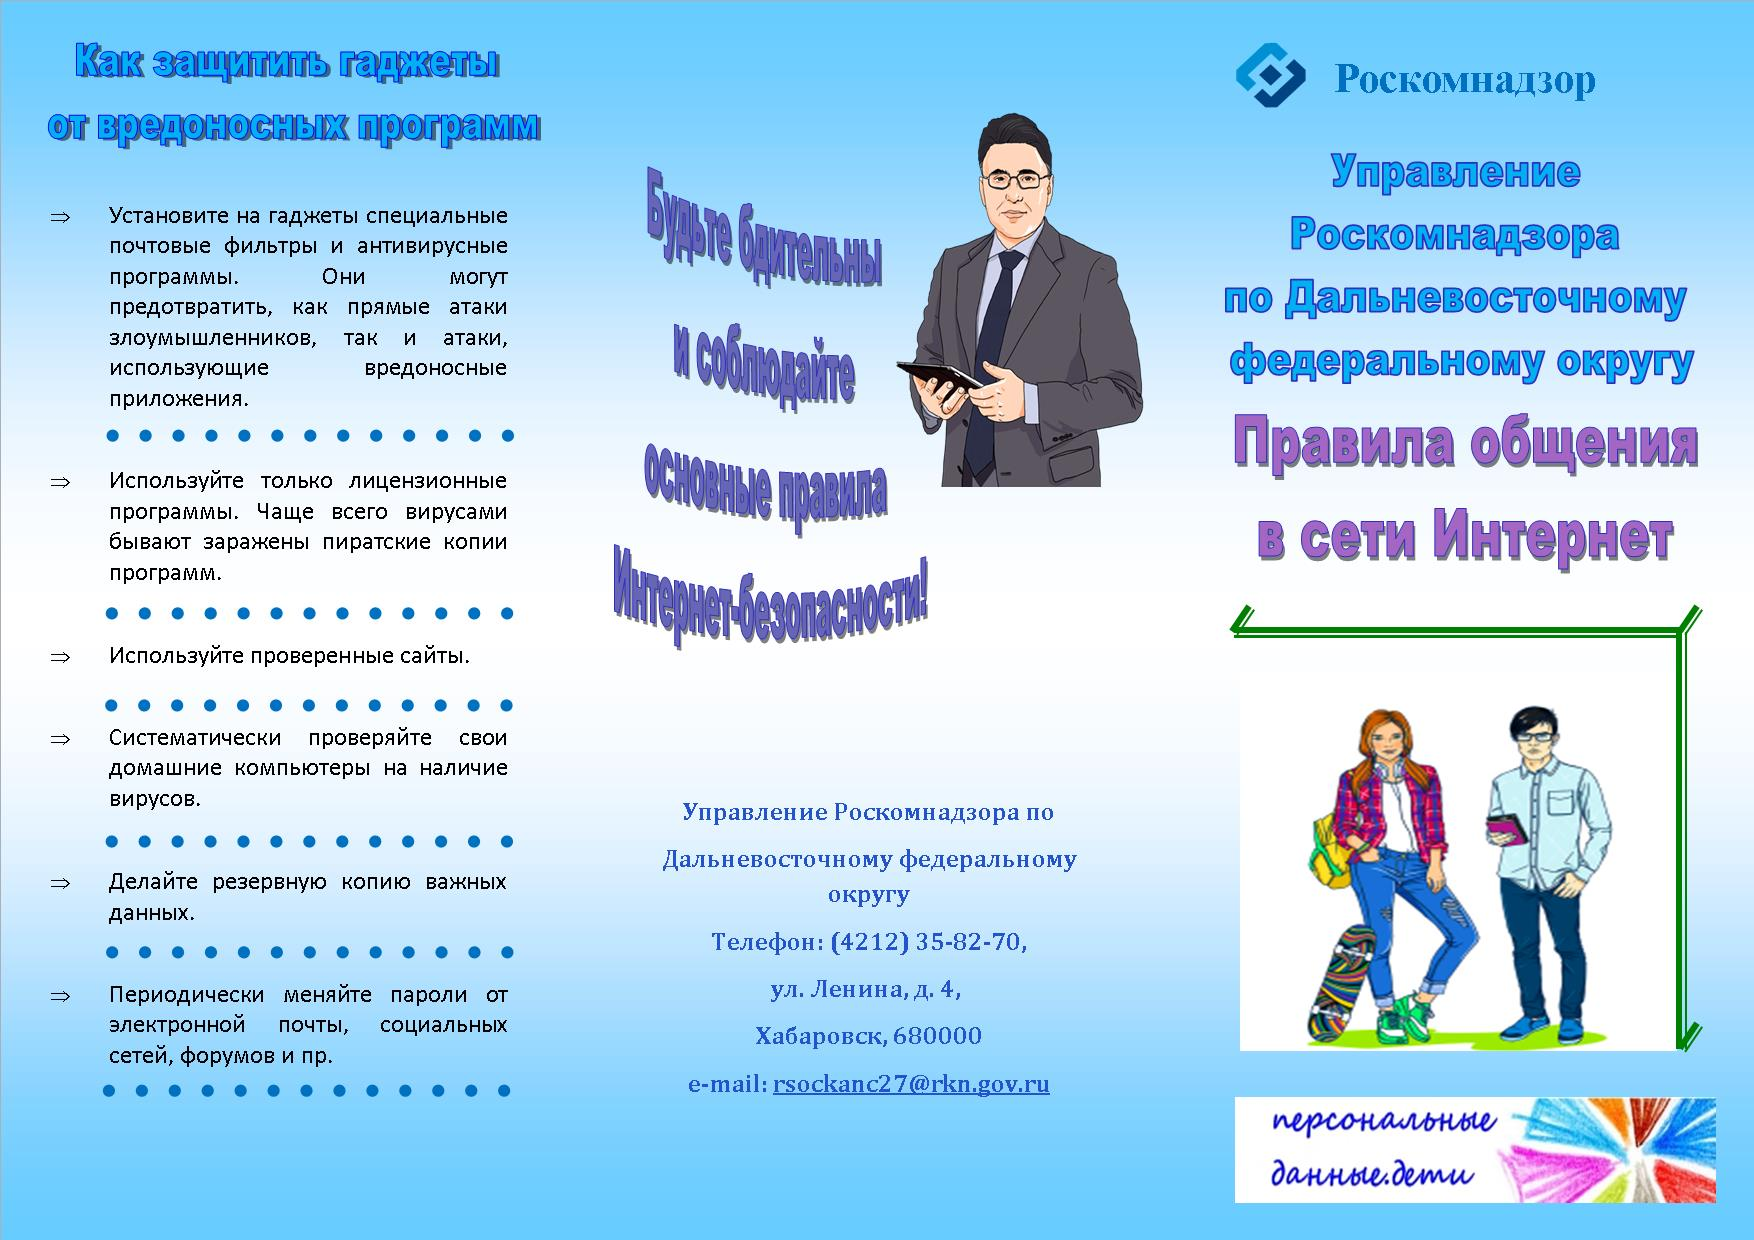 Как защитить гаджеты
от вредоносных программ
⇒ Установите на гаджеты специальные
почтовые фильтры и антивирусные
программы. Они могут
предотвратить, как прямые атаки
злоумышленников, так и атаки,
использующие вредоносные
приложения.
⇒ Используйте только лицензионные
программы. Чаще всего вирусами
бывают заражены пиратские копии
программ.
⇒ Используйте проверенные сайты.
⇒ Систематически проверяйте свои
домашние компьютеры на наличие
вирусов.
⇒ Делайте резервную копию важных
данных.
⇒ Периодически меняйте пароли от
электронной почты, социальных
сетей, форумов и пр.
Будьте бдительны
и соблюдайте
основные правила
Интернет-безопасности!
Управление Роскомнадзора по
Дальневосточному федеральному
округу
Телефон: (4212) 35-82-70,
ул. Ленина, д. 4,
Хабаровск, 680000
e-mail: rsockanc27@rkn.gov.ru
Роскомнадзор
Управление
Роскомнадзора
по Дальневосточному
федеральному округу
Правила общения
в сети Интернет
персональные
данные.дети